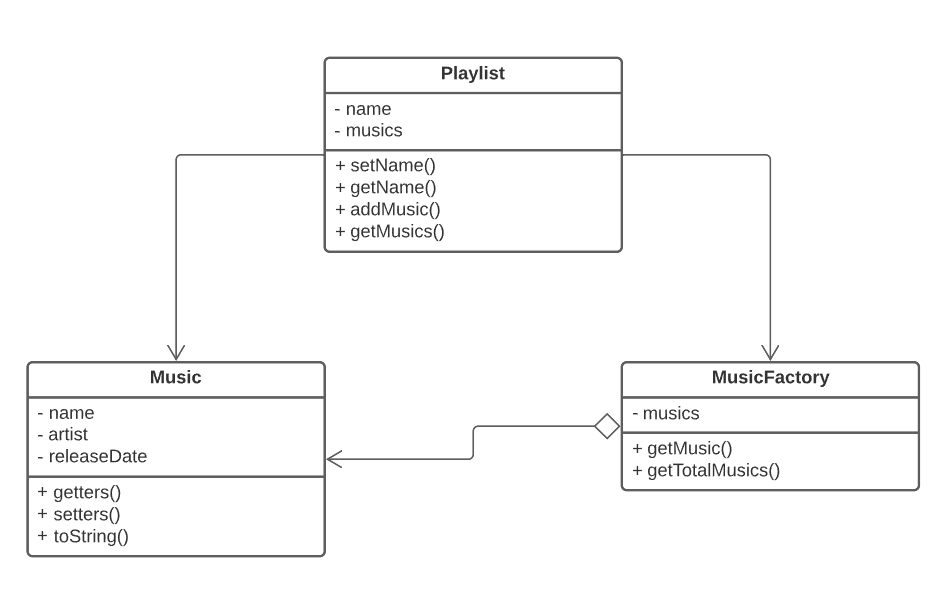 Playlist
- name
- musics
+ setName()
+ getName()
+ addMusic()
+ getMusics()
Music
- name
- artist
- releaseDate
+ getters()
+ setters()
+ toString()
MusicFactory
- musics
+ getMusic()
+ getTotalMusics()